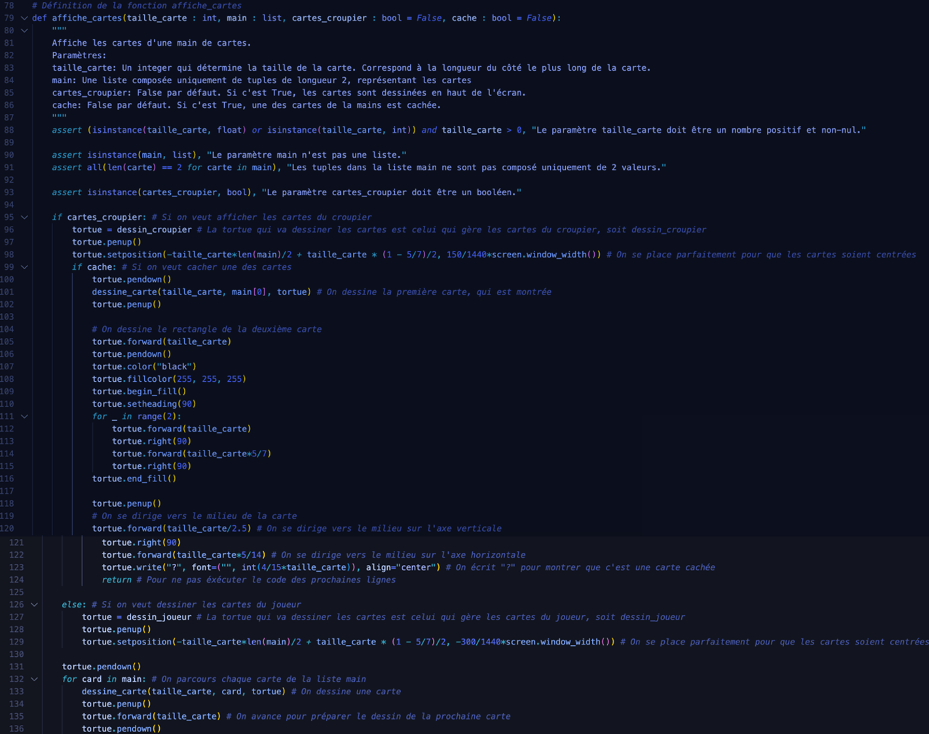 78 # Définition de la fonction affiche_cartes
79 def affiche_cartes(taille_carte : int, main : list, cartes_croupier : bool = False, cache : bool = False):
80 """
81 Affiche les cartes d'une main de cartes.
82 Paramètres:
83 taille_carte: Un integer qui détermine la taille de la carte. Correspond à la longueur du côté le plus long de la carte.
84 main: Une liste composée uniquement de tuples de longueur 2, représentant les cartes
85 cartes_croupier: False par défaut. Si c'est True, les cartes sont dessinées en haut de l'écran.
86 cache: False par défaut. Si c'est True, une des cartes de la mains est cachée.
87 """
88 assert (isinstance(taille_carte, float) or isinstance(taille_carte, int)) and taille_carte > 0, "Le paramètre taille_carte doit être un nombre positif et non-nul."
89
90 assert isinstance(main, list), "Le paramètre main n'est pas une liste."
91 assert all(len(carte) == 2 for carte in main), "Les tuples dans la liste main ne sont pas composé uniquement de 2 valeurs."
92
93 assert isinstance(cartes_croupier, bool), "Le paramètre cartes_croupier doit être un booléen."
94
95 if cartes_croupier: # Si on veut afficher les cartes du croupier
96 tortue = dessin_croupier # La tortue qui va dessiner les cartes est celui qui gère les cartes du croupier, soit dessin_croupier
97 tortue.penup()
98 tortue.setposition(-taille_carte*len(main)/2 + taille_carte * (1 - 5/7)/2, 150/1440*screen.window_width()) # On se place parfaitement pour que les cartes soient centrées
99 if cache: # Si on veut cacher une des cartes
100 tortue.pendown()
101 dessine_carte(taille_carte, main[0], tortue) # On dessine la première carte, qui est montrée
102 tortue.penup()
103
104 # On dessine le rectangle de la deuxième carte
105 tortue.forward(taille_carte)
106 tortue.pendown()
107 tortue.color("black")
108 tortue.fillcolor(255, 255, 255)
109 tortue.begin_fill()
110 tortue.setheading(90)
111 for _ in range(2):
112 tortue.forward(taille_carte)
113 tortue.right(90)
114 tortue.forward(taille_carte*5/7)
115 tortue.right(90)
116 tortue.end_fill()
117
118 tortue.penup()
119 # On se dirige vers le milieu de la carte
120 tortue.forward(taille_carte/2.5) # On se dirige vers le milieu sur l'axe verticale
121 tortue.right(90)
122 tortue.forward(taille_carte*5/14) # On se dirige vers le milieu sur l'axe horizontale
123 tortue.write("?", font=("", int(4/15*taille_carte)), align="center") # On écrit "?" pour montrer que c'est une carte cachée
124 return # Pour ne pas éxécuter le code des prochaines lignes
125
126 else: # Si on veut dessiner les cartes du joueur
127 tortue = dessin_joueur # La tortue qui va dessiner les cartes est celui qui gère les cartes du joueur, soit dessin_joueur
128 tortue.penup()
129 tortue.setposition(-taille_carte*len(main)/2 + taille_carte * (1 - 5/7)/2, -300/1440*screen.window_width()) # On se place parfaitement pour que les cartes soient centrées
130
131 tortue.pendown()
132 for card in main: # On parcours chaque carte de la liste main
133 dessine_carte(taille_carte, card, tortue) # On dessine une carte
134 tortue.penup()
135 tortue.forward(taille_carte) # On avance pour préparer le dessin de la prochaine carte
136 tortue.pendown()